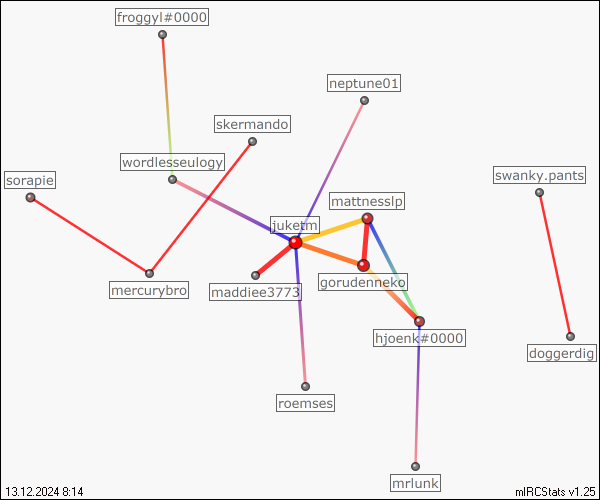 froggyl#0000
neptune01
skermando
wordlesseulogy
swanky.pants
sorapie
mattnesslp
juketm
gorudenneko
mercurybro
maddiee3773
hjoenk#0000
doggerdig
roemses
mrlunk
13.12.2024 8:14
mIRCStats v1.25